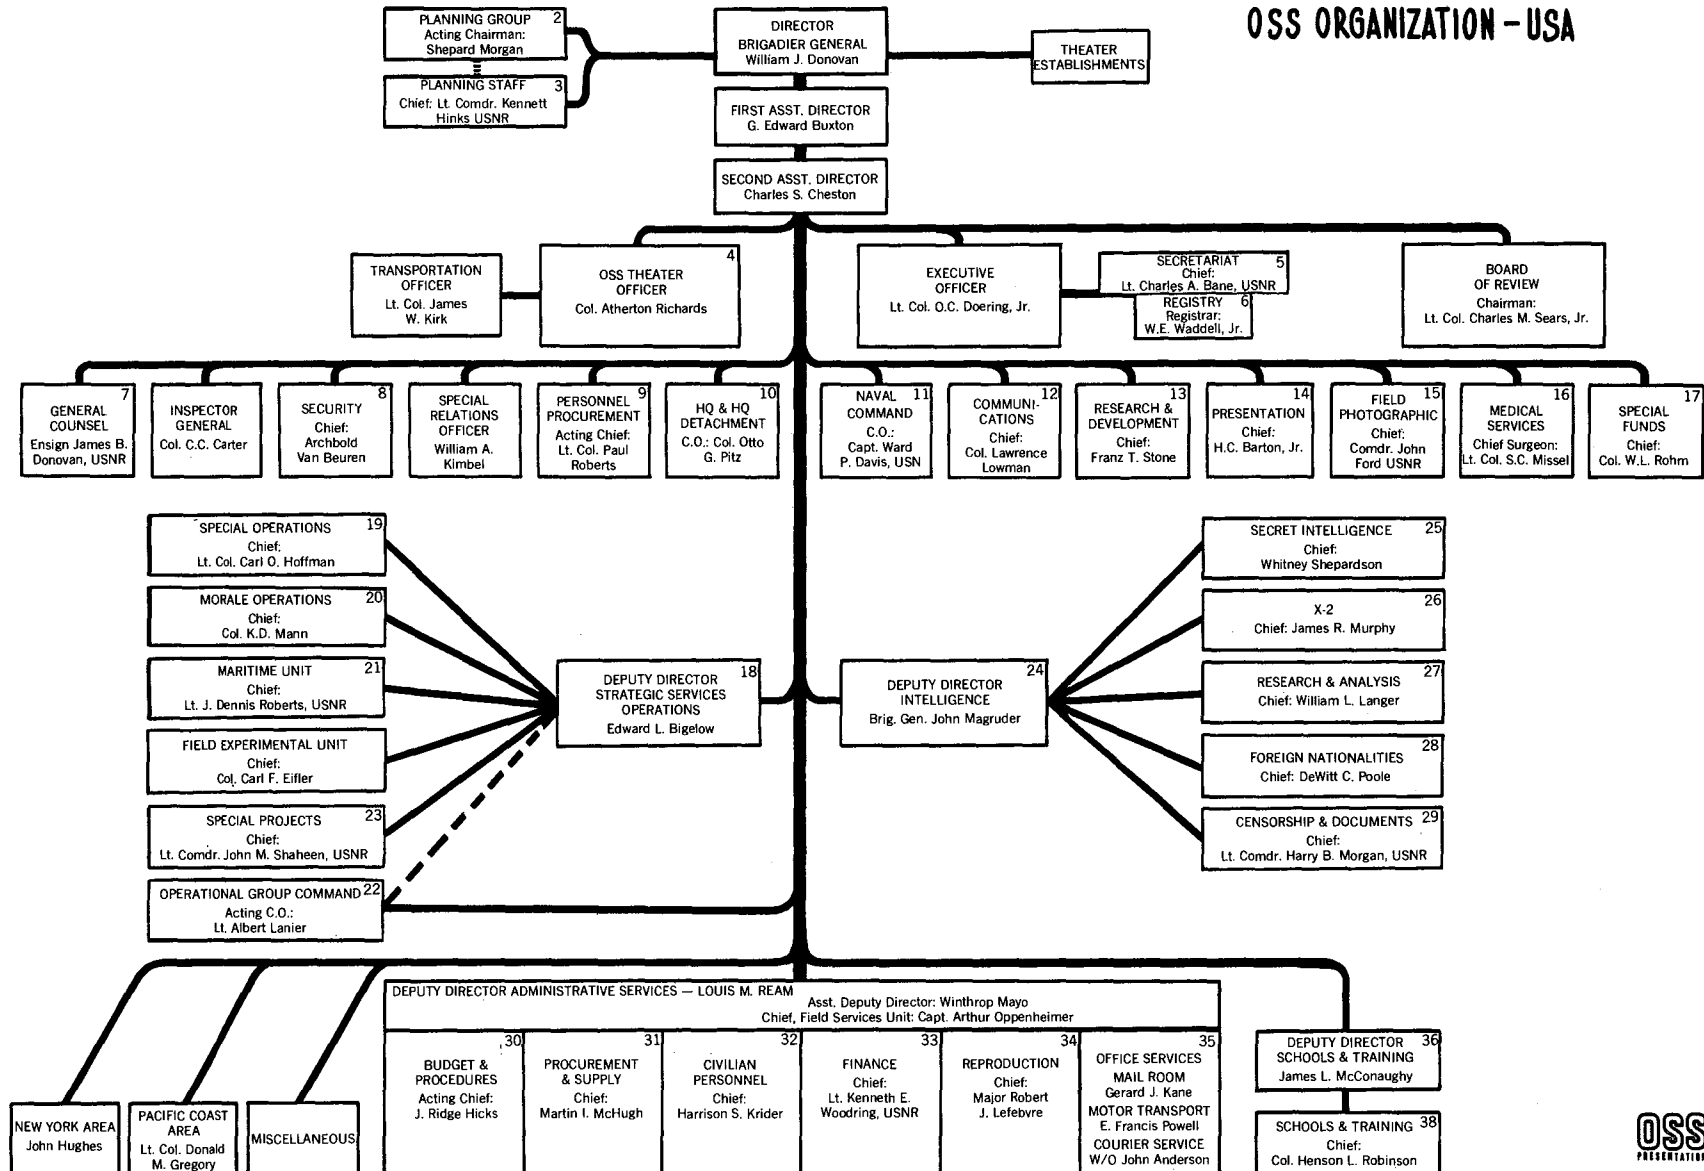 OSS ORGANIZATION - USA
PLANNING GROUP 2
Acting Chairman:
Shepard Morgan
PLANNING STAFF 3
Chief: Lt. Comdr. Kennett
Hinks USNR
DIRECTOR
BRIGADIER GENERAL
William J. Donovan
THEATER
ESTABLISHMENTS
FIRST ASST. DIRECTOR
G. Edward Buxton
SECOND ASST. DIRECTOR
Charles S. Cheston
TRANSPORTATION
OFFICER
Lt. Col. James
W. Kirk
4
OSS THEATER
OFFICER
Col. Atherton Richards
EXECUTIVE
OFFICER
Lt. Col. O.C. Doering, Jr.
SECRETARIAT 5
Chief:
Lt. Charles A. Bane, USNR
REGISTRY 6
Registrar:
W.E. Waddell, Jr.
BOARD
OF REVIEW
Chairman:
Lt. Col. Charles M. Sears, Jr.
7
GENERAL
COUNSEL
Ensign James B.
Donovan, USNR
INSPECTOR
GENERAL
Col. C.C. Carter
8
SECURITY
Chief:
Archbold
Van Beuren
SPECIAL
RELATIONS
OFFICER
William A.
Kimbel
9
PERSONNEL
PROCUREMENT
Acting Chief:
Lt. Col. Paul
Roberts
10
HQ & HQ
DETACHMENT
C.O.: Col. Otto
G. Pitz
NAVAL 11
COMMAND
C.O.:
Capt. Ward
P. Davis, USN
12
COMMUNI-
CATIONS
Chief:
Col. Lawrence
Lowman
13
RESEARCH &
DEVELOPMENT
Chief:
Franz T. Stone
14
PRESENTATION
Chief:
H.C. Barton, Jr.
15
FIELD
PHOTOGRAPHIC
Chief:
Comdr. John
Ford USNR
16
MEDICAL
SERVICES
Chief Surgeon:
Lt. Col. S.C. Missel
17
SPECIAL
FUNDS
Chief:
Col. W.L. Rehm
SPECIAL OPERATIONS 19
Chief:
Lt. Col. Carl O. Hoffman
MORALE OPERATIONS 20
Chief:
Col. K.D. Mann
MARITIME UNIT 21
Chief:
Lt. J. Dennis Roberts, USNR
FIELD EXPERIMENTAL UNIT
Chief:
Col. Carl F. Eifler
SPECIAL PROJECTS 23
Chief:
Lt. Comdr. John M. Shaheen, USNR
OPERATIONAL GROUP COMMAND 22
Acting C.O.:
Lt. Albert Lanier
18
DEPUTY DIRECTOR
STRATEGIC SERVICES
OPERATIONS
Edward L. Bigelow
24
DEPUTY DIRECTOR
INTELLIGENCE
Brig. Gen. John Magruder
SECRET INTELLIGENCE 25
Chief:
Whitney Shepardson
26
X-2
Chief: James R. Murphy
27
RESEARCH & ANALYSIS
Chief: William L. Langer
28
FOREIGN NATIONALITIES
Chief: DeWitt C. Poole
CENSORSHIP & DOCUMENTS 29
Chief:
Lt. Comdr. Harry B. Morgan, USNR
NEW YORK AREA
John Hughes
PACIFIC COAST
AREA
Lt. Col. Donald
M. Gregory
MISCELLANEOUS
DEPUTY DIRECTOR ADMINISTRATIVE SERVICES — LOUIS M. REAM
Asst. Deputy Director: Winthrop Mayo
Chief, Field Services Unit: Capt. Arthur Oppenheimer
30
BUDGET &
PROCEDURES
Acting Chief:
J. Ridge Hicks
31
PROCUREMENT
& SUPPLY
Chief:
Martin I. McHugh
32
CIVILIAN
PERSONNEL
Chief:
Harrison S. Krider
33
FINANCE
Chief:
Lt. Kenneth E.
Woodring, USNR
34
REPRODUCTION
Chief:
Major Robert
J. Lefebvre
35
OFFICE SERVICES
MAIL ROOM
Gerard J. Kane
MOTOR TRANSPORT
E. Francis Powell
COURIER SERVICE
W/O John Anderson
36
DEPUTY DIRECTOR
SCHOOLS & TRAINING
James L. McConaughy
SCHOOLS & TRAINING 38
Chief:
Col. Henson L. Robinson
OSS
PRESENTATION